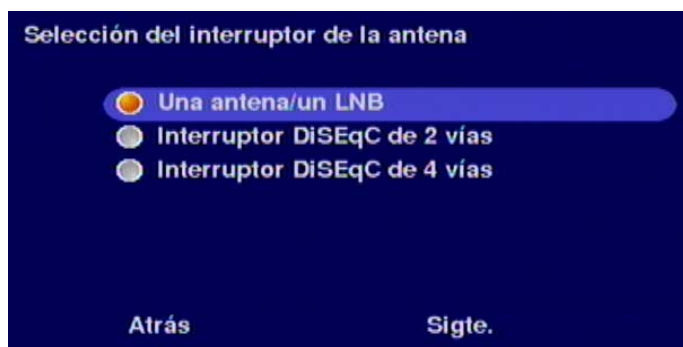 Selección del interruptor de la antena
Una antena/un LNB
Interruptor DiSEqC de 2 vías
Interruptor DiSEqC de 4 vías
Atrás Sigte.